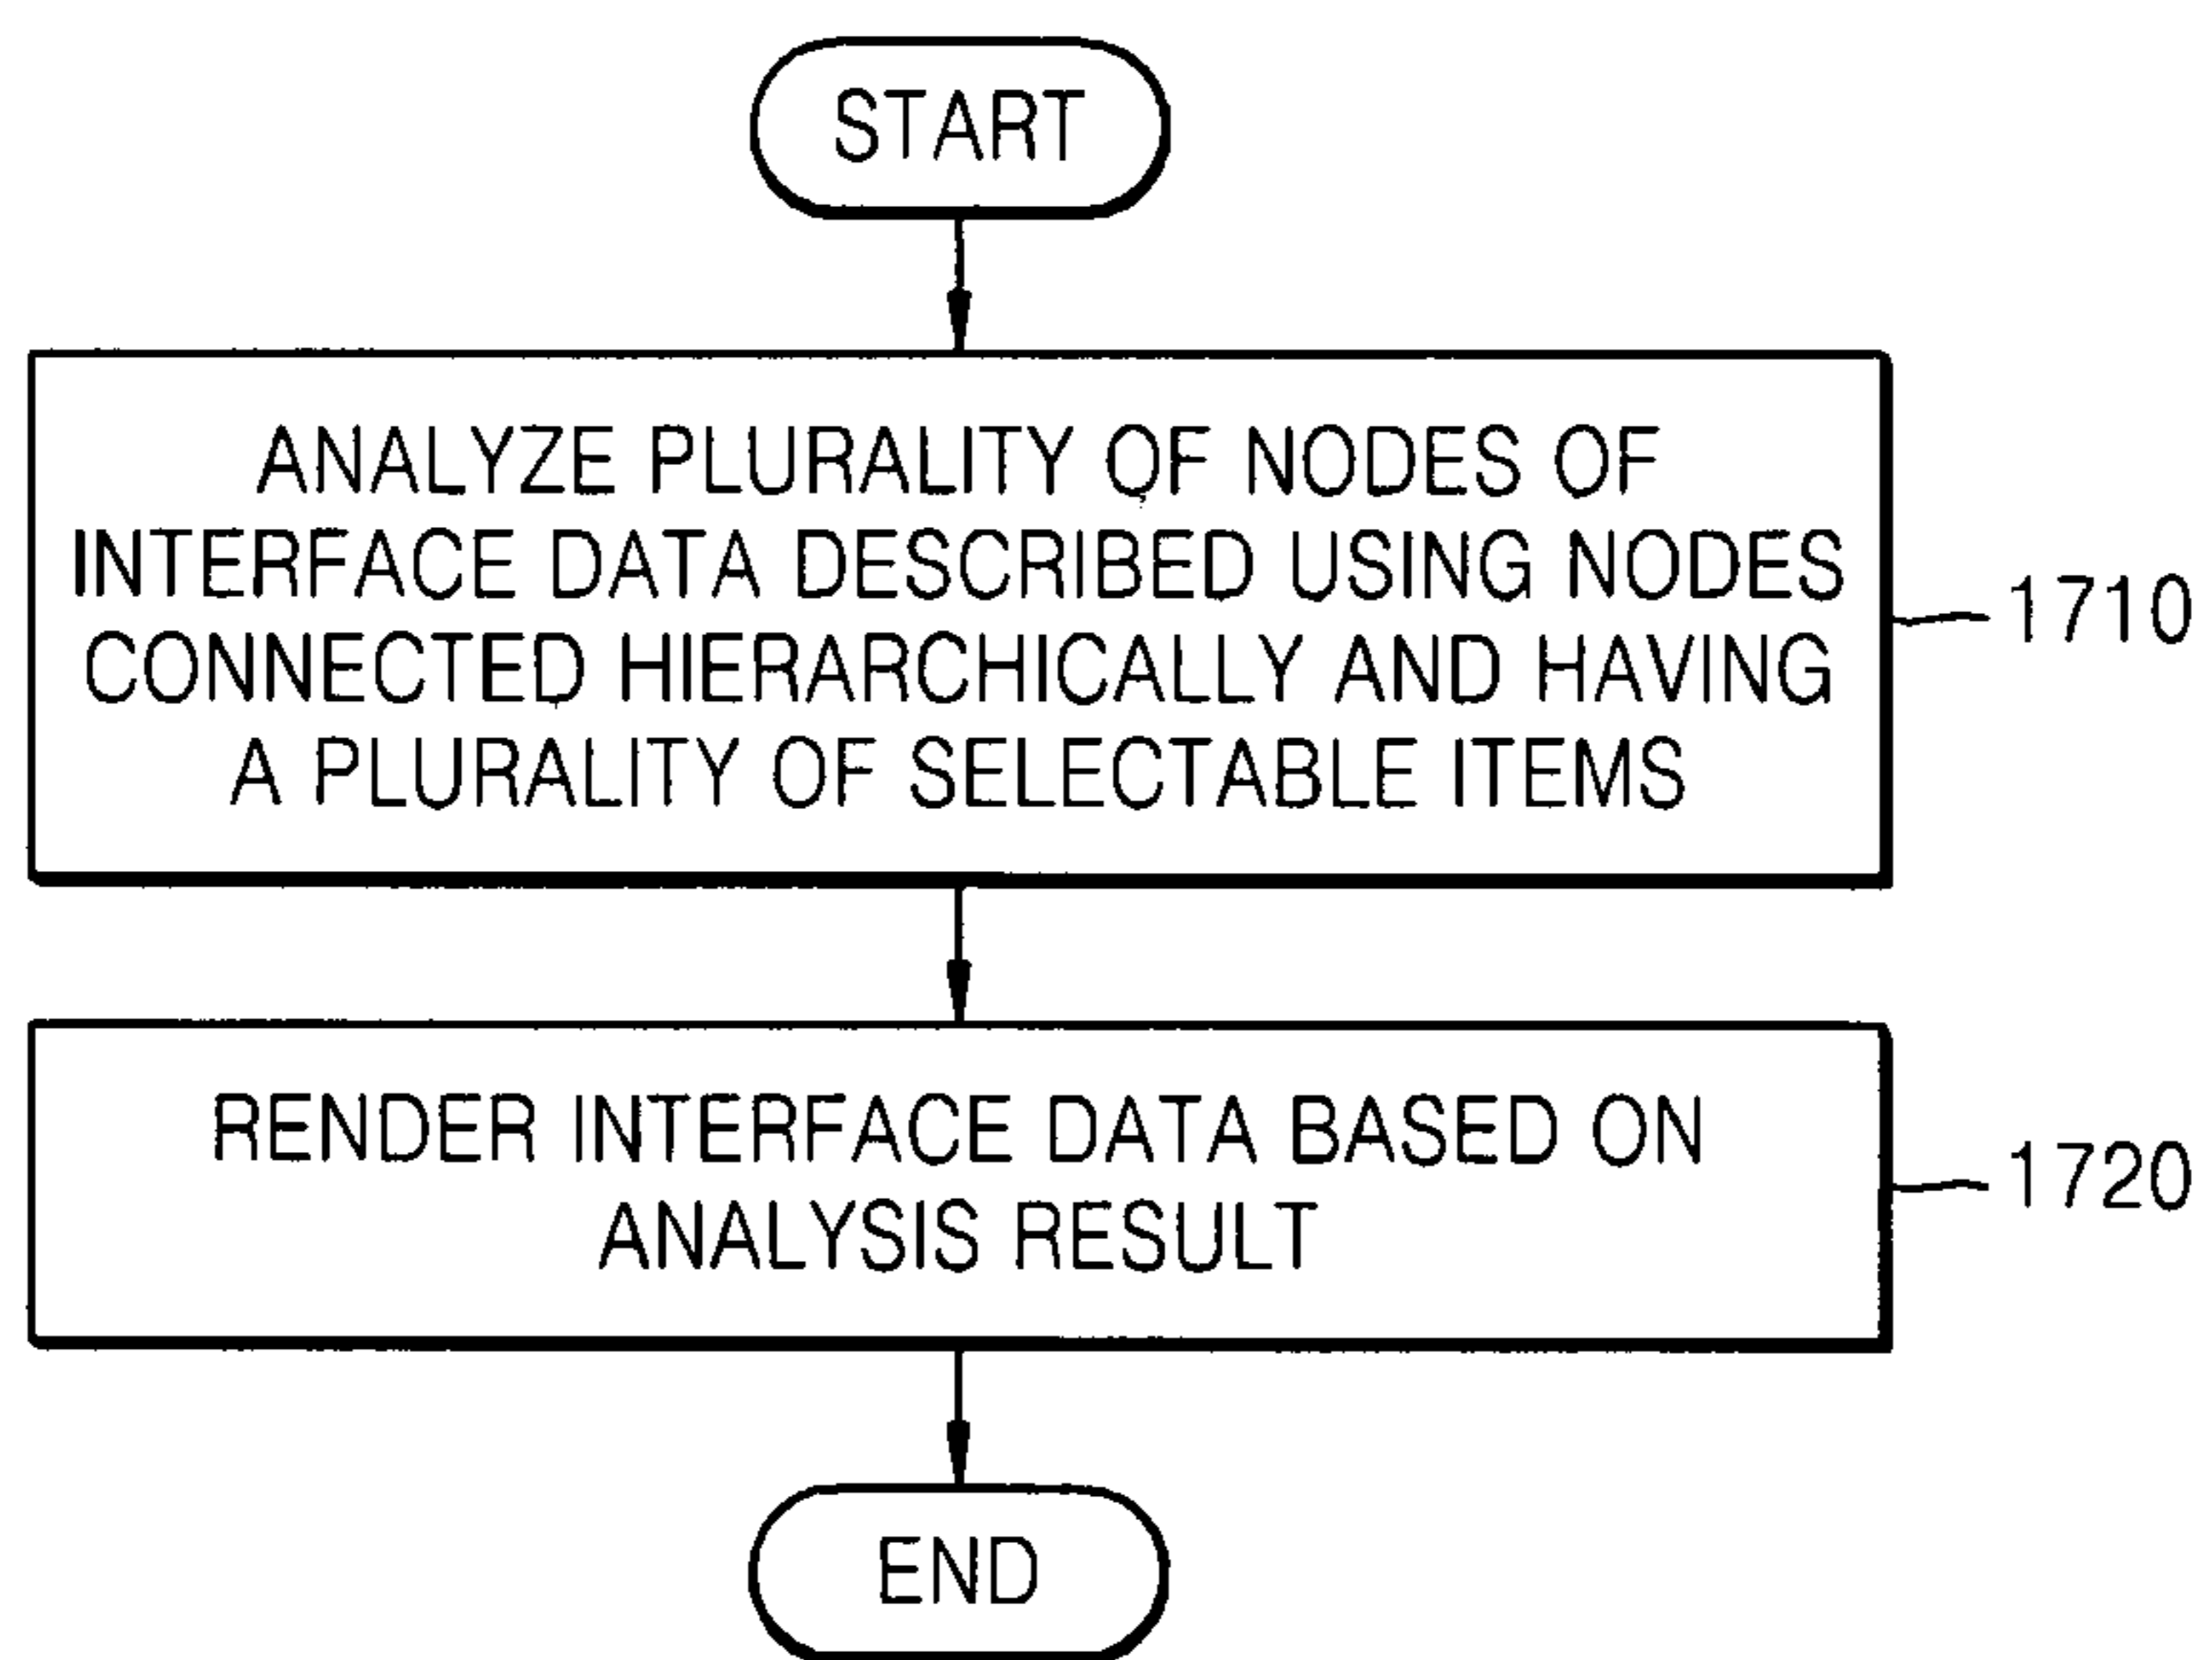 START
ANALYZE PLURALITY OF NODES OF
INTERFACE DATA DESCRIBED USING NODES
CONNECTED HIERARCHICALLY AND HAVING
A PLURALITY OF SELECTABLE ITEMS
1710
RENDER INTERFACE DATA BASED ON
ANALYSIS RESULT
1720
END